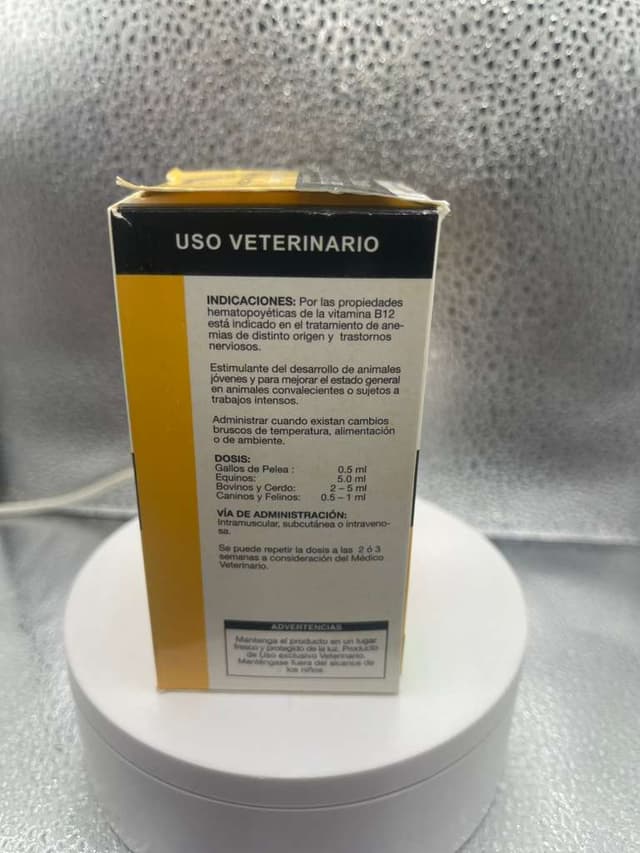 USO VETERINARIO
INDICACIONES: Por las propiedades
hematopoyéticas de la vitamina B12
está indicado en el tratamiento de ane-
mias de distinto origen y trastornos
nerviosos.
Estimulante del desarrollo de animales
jóvenes y para mejorar el estado general
en animales convalecientes o sujetos a
trabajos intensos.
Administrar cuando existan cambios
bruscos de temperatura, alimentación
o de ambiente.
DOSIS:
Gallos de Pelea : 0.5 ml
Equinos: 5.0 ml
Bovinos y Cerdo: 2 – 5 ml
Caninos y Felinos: 0.5 – 1 ml
VÍA DE ADMINISTRACIÓN:
Intramuscular, subcutánea o intraveno-
sa.
Se puede repetir la dosis a las 2 ó 3
semanas a consideración del Médico
Veterinario.
ADVERTENCIAS
Mantenga el producto en un lugar
fresco y protegido de la luz. Producto
de Uso exclusivo Veterinario.
Manténgase fuera del alcance de
los niños.